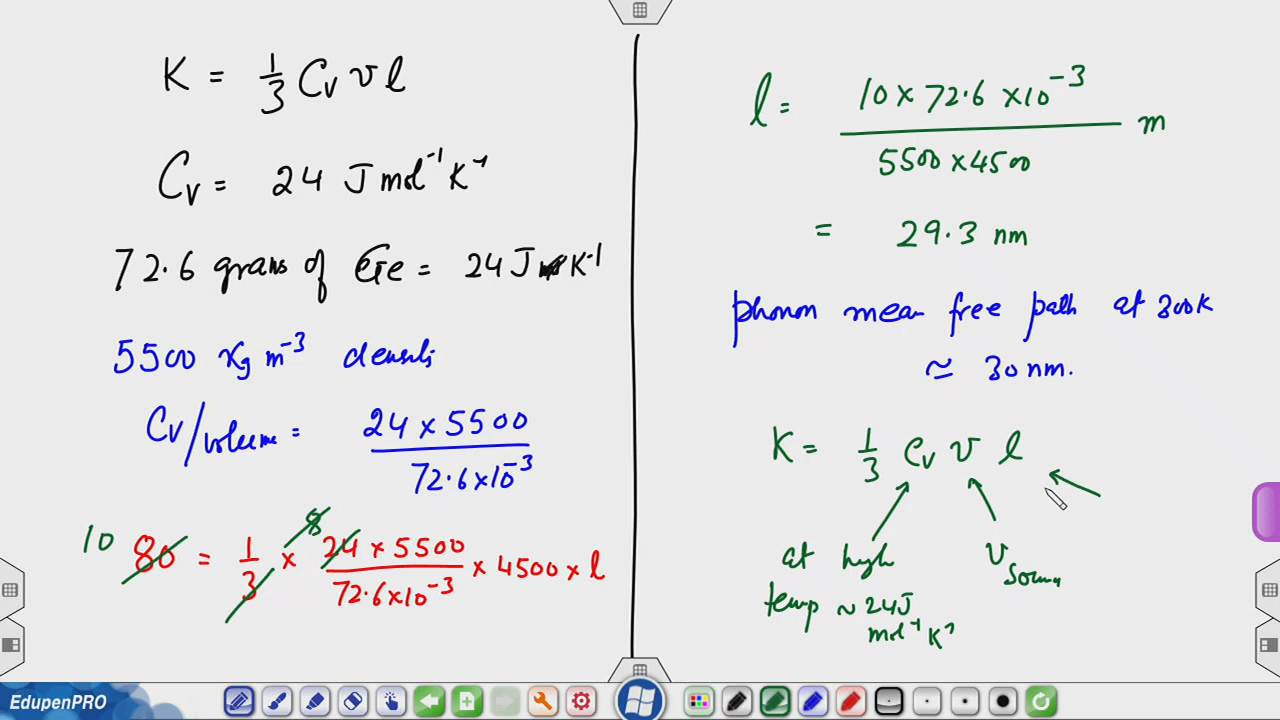 K = 1/3 Cv v l
Cv = 24 J mol⁻¹ K⁻¹
72.6 grams of Ge = 24 J K⁻¹
5500 kg m⁻³ density
Cv/volume = 24 × 5500 / 72.6×10⁻³
10 80 = 1/3 × 8 24 × 5500 / 72.6×10⁻³ × 4500 × l
l = 10 × 72.6 × 10⁻³ / 5500 × 4500 m
= 29.3 nm
phonon mean free path at 300K
≃ 30 nm.
K = 1/3 Cv v l
at high
temp ~ 24J
mol⁻¹ K⁻¹
v sound
EdupenPRO